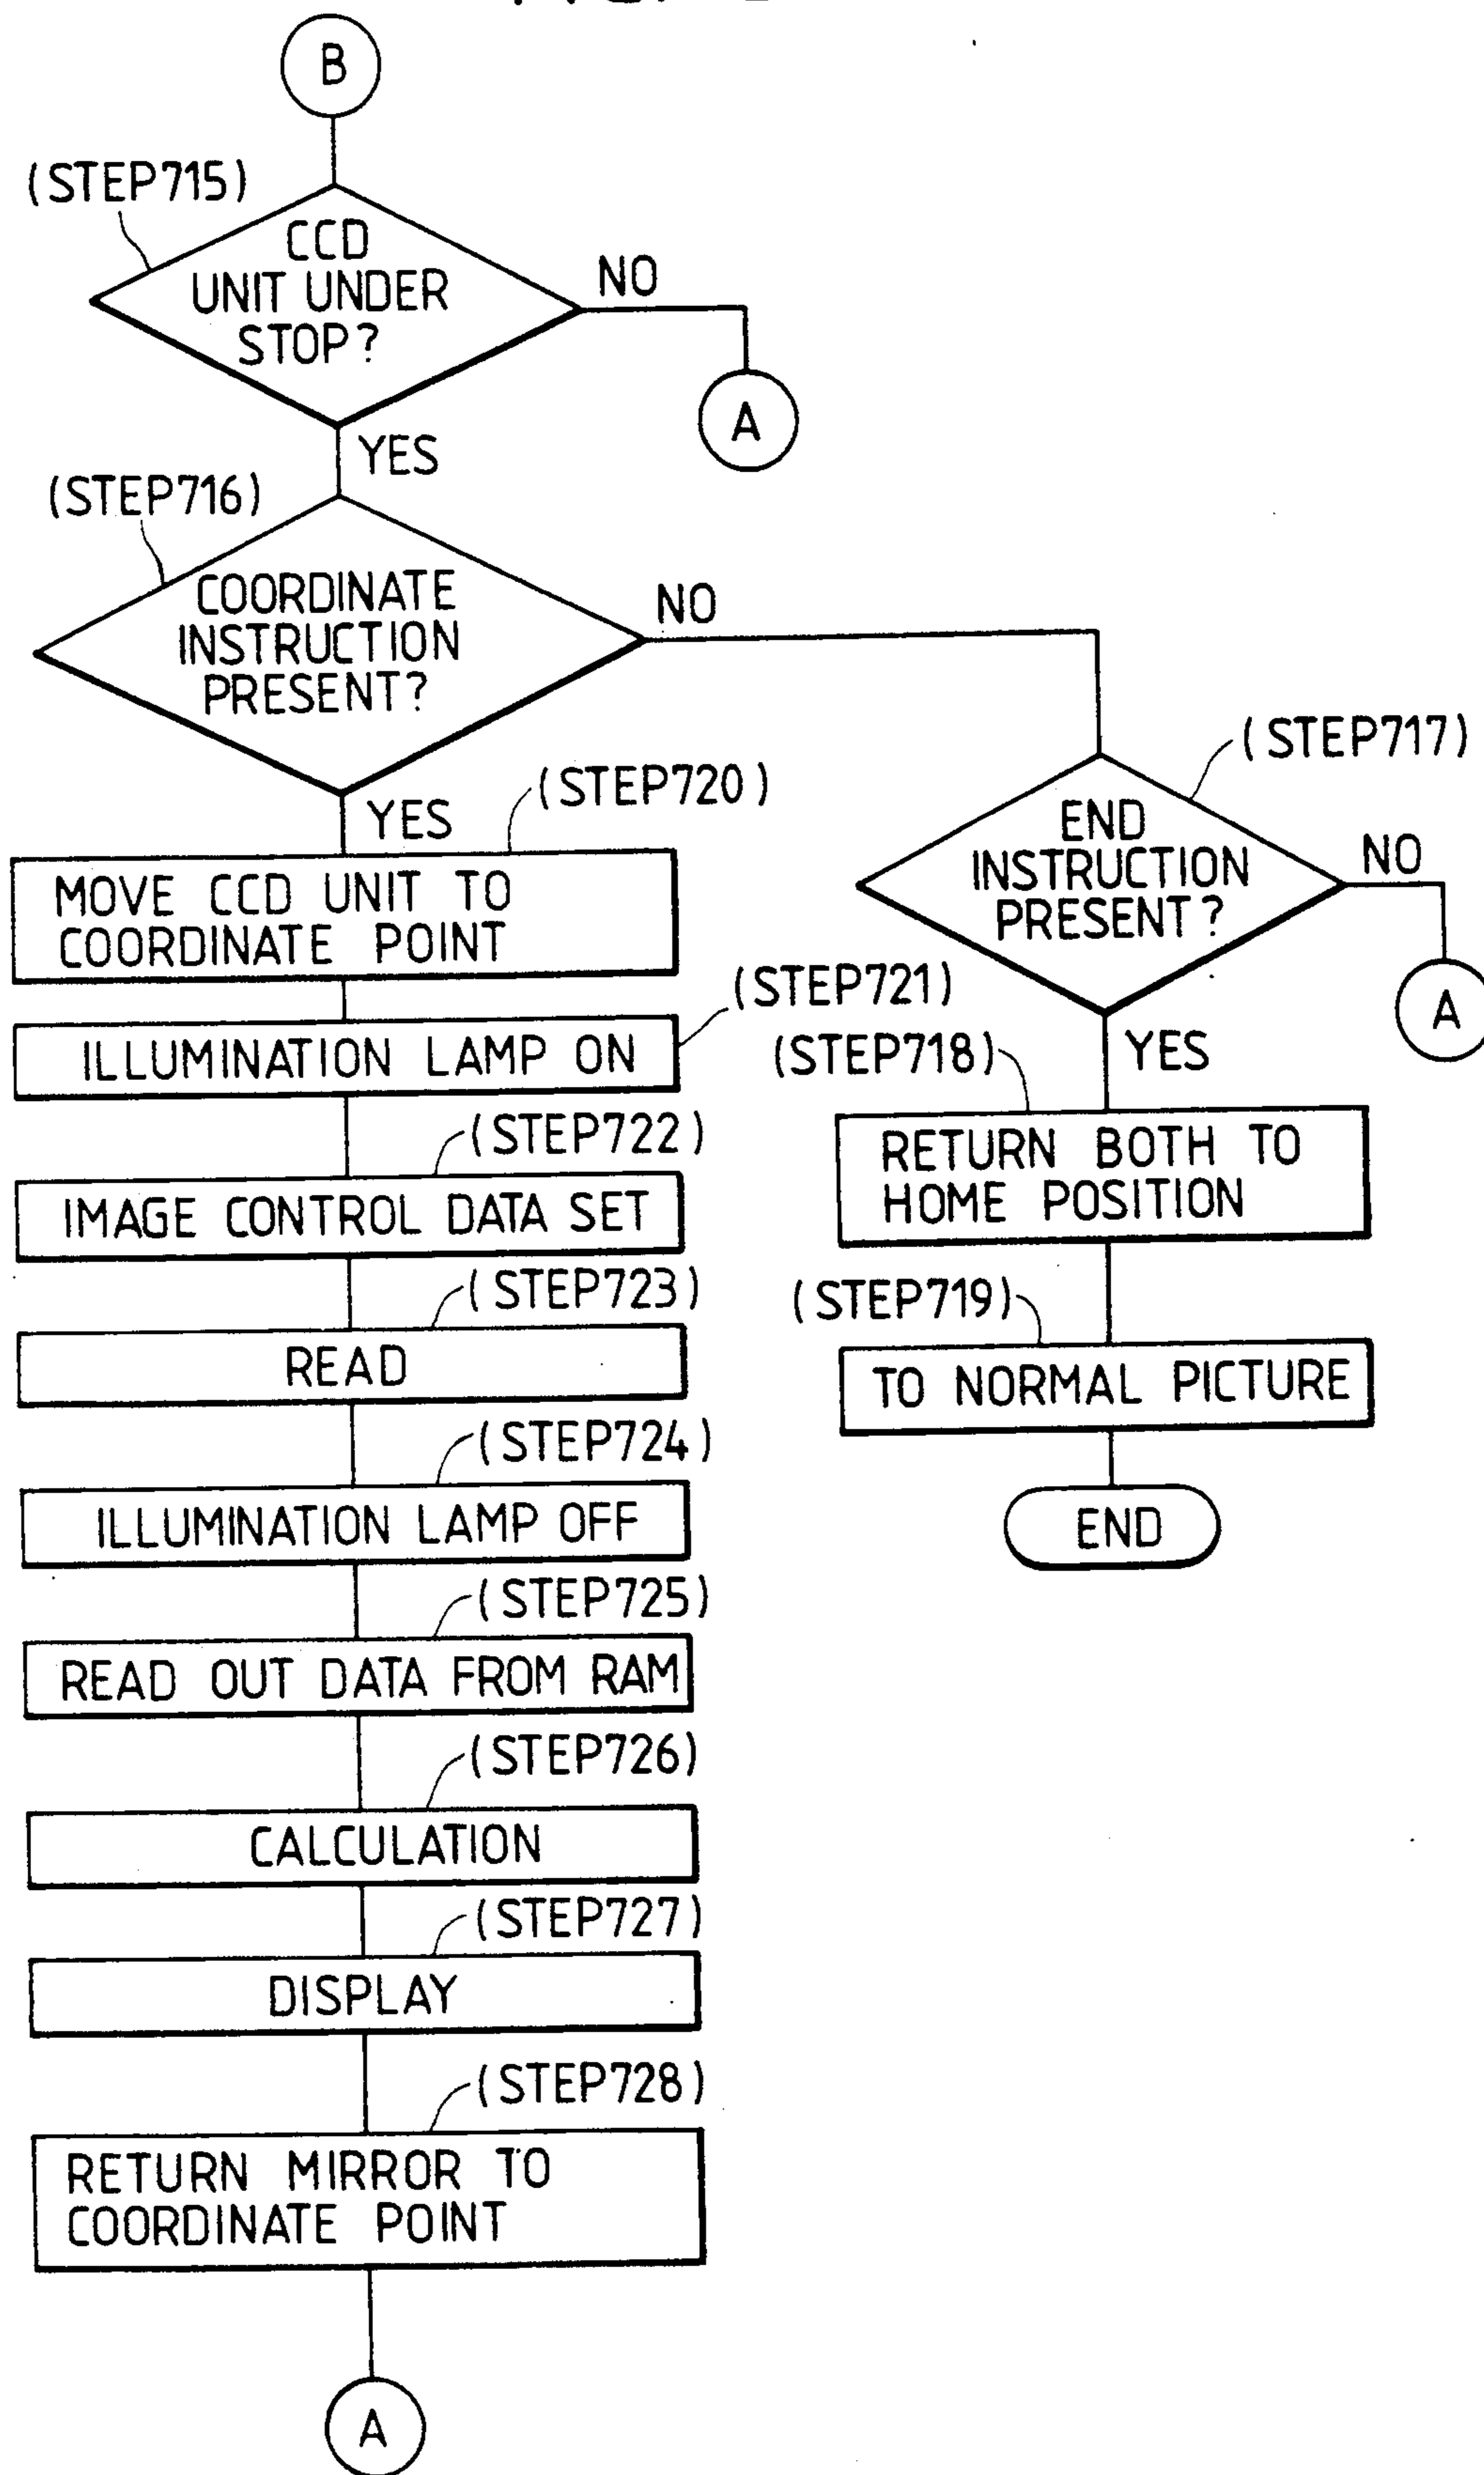 B
(STEP715)
CCD
UNIT UNDER
STOP?
NO
A
YES
(STEP716)
COORDINATE
INSTRUCTION
PRESENT?
NO
(STEP717)
END
INSTRUCTION
PRESENT?
NO
A
YES
(STEP718)
RETURN BOTH TO
HOME POSITION
(STEP719)
TO NORMAL PICTURE
END
YES
(STEP720)
MOVE CCD UNIT TO
COORDINATE POINT
(STEP721)
ILLUMINATION LAMP ON
(STEP722)
IMAGE CONTROL DATA SET
(STEP723)
READ
(STEP724)
ILLUMINATION LAMP OFF
(STEP725)
READ OUT DATA FROM RAM
(STEP726)
CALCULATION
(STEP727)
DISPLAY
(STEP728)
RETURN MIRROR TO
COORDINATE POINT
A